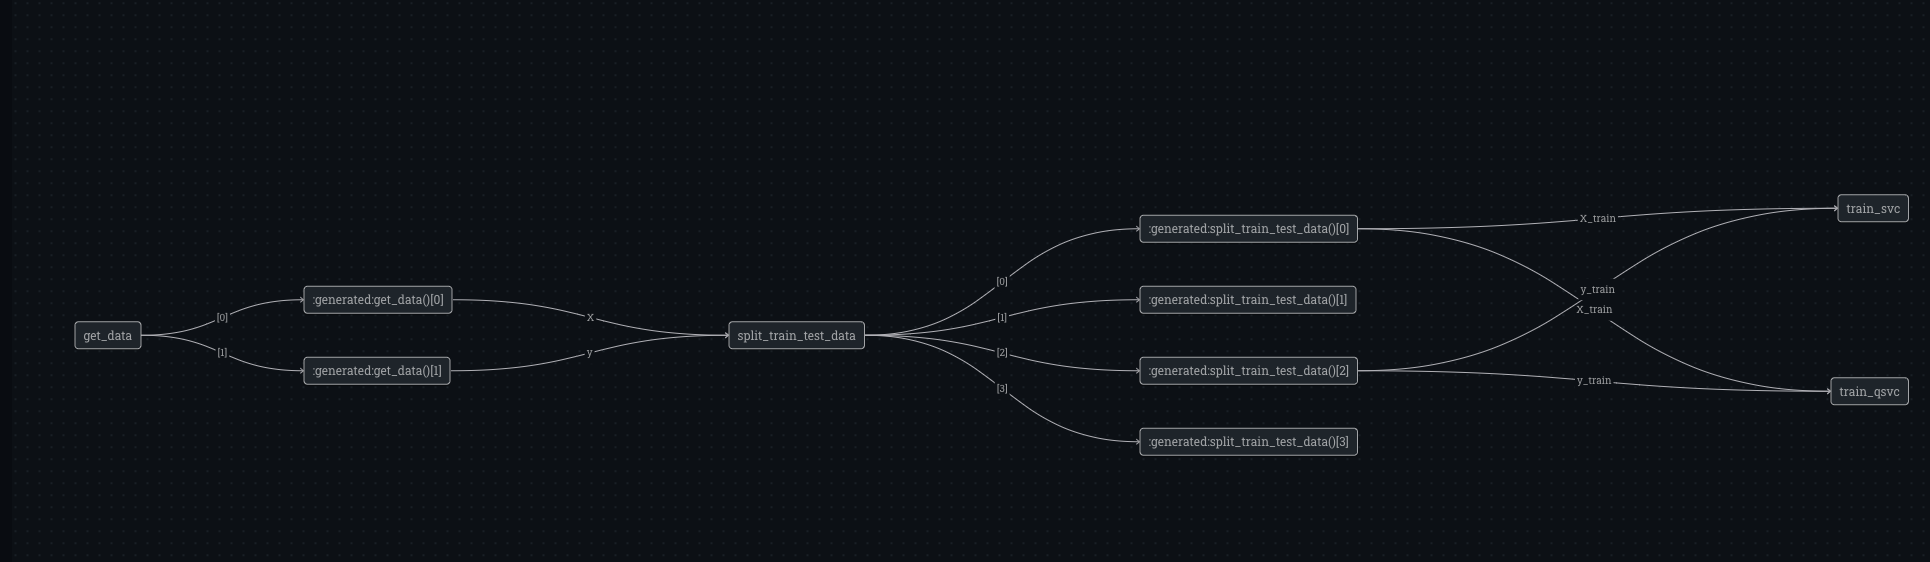 get_data
[0]
[1]
:generated:get_data()[0]
:generated:get_data()[1]
X
y
split_train_test_data
[0]
[1]
[2]
[3]
:generated:split_train_test_data()[0]
:generated:split_train_test_data()[1]
:generated:split_train_test_data()[2]
:generated:split_train_test_data()[3]
X_train
y_train
X_train
y_train
train_svc
train_qsvc